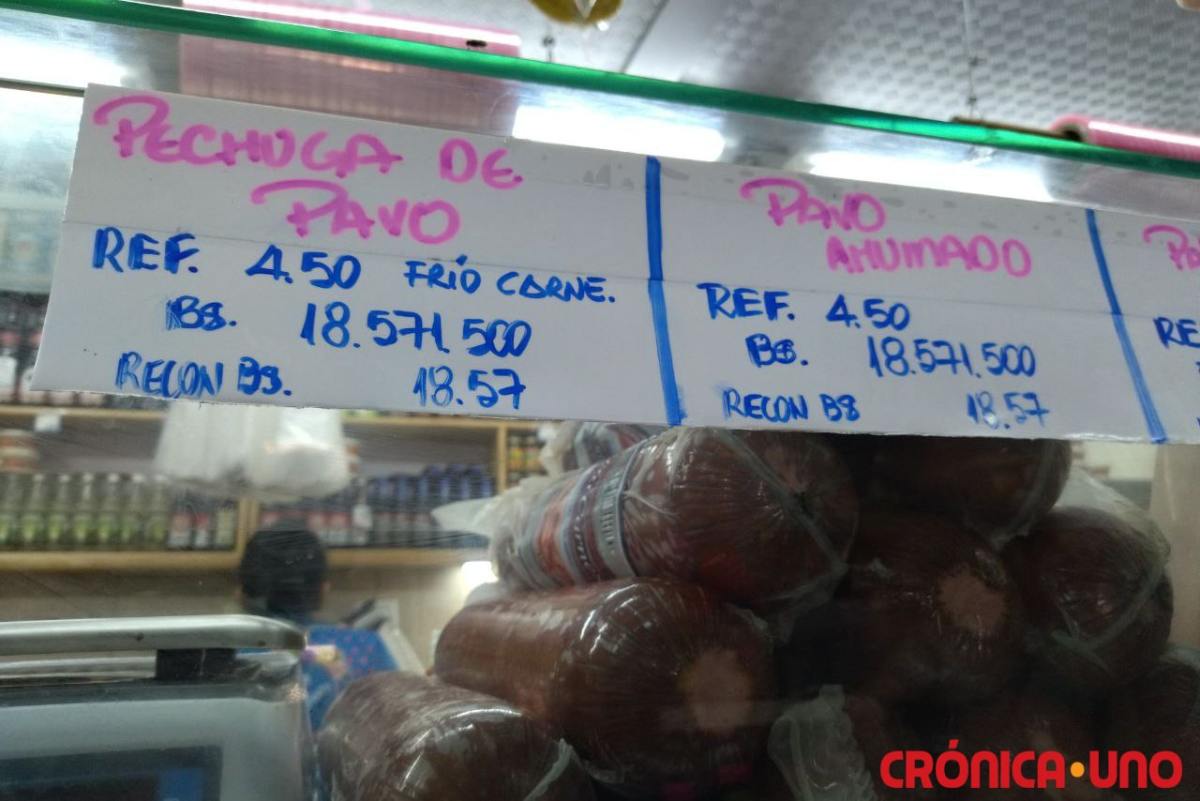 PECHUGA DE
PAVO
REF. 4.50 FRÍO CARNE.
BS. 18.571.500
RECON BS. 18.57
PAVO
AHUMADO
REF. 4.50
BS. 18.571.500
RECON BS 18.57
RE
CRÓNICA•UNO